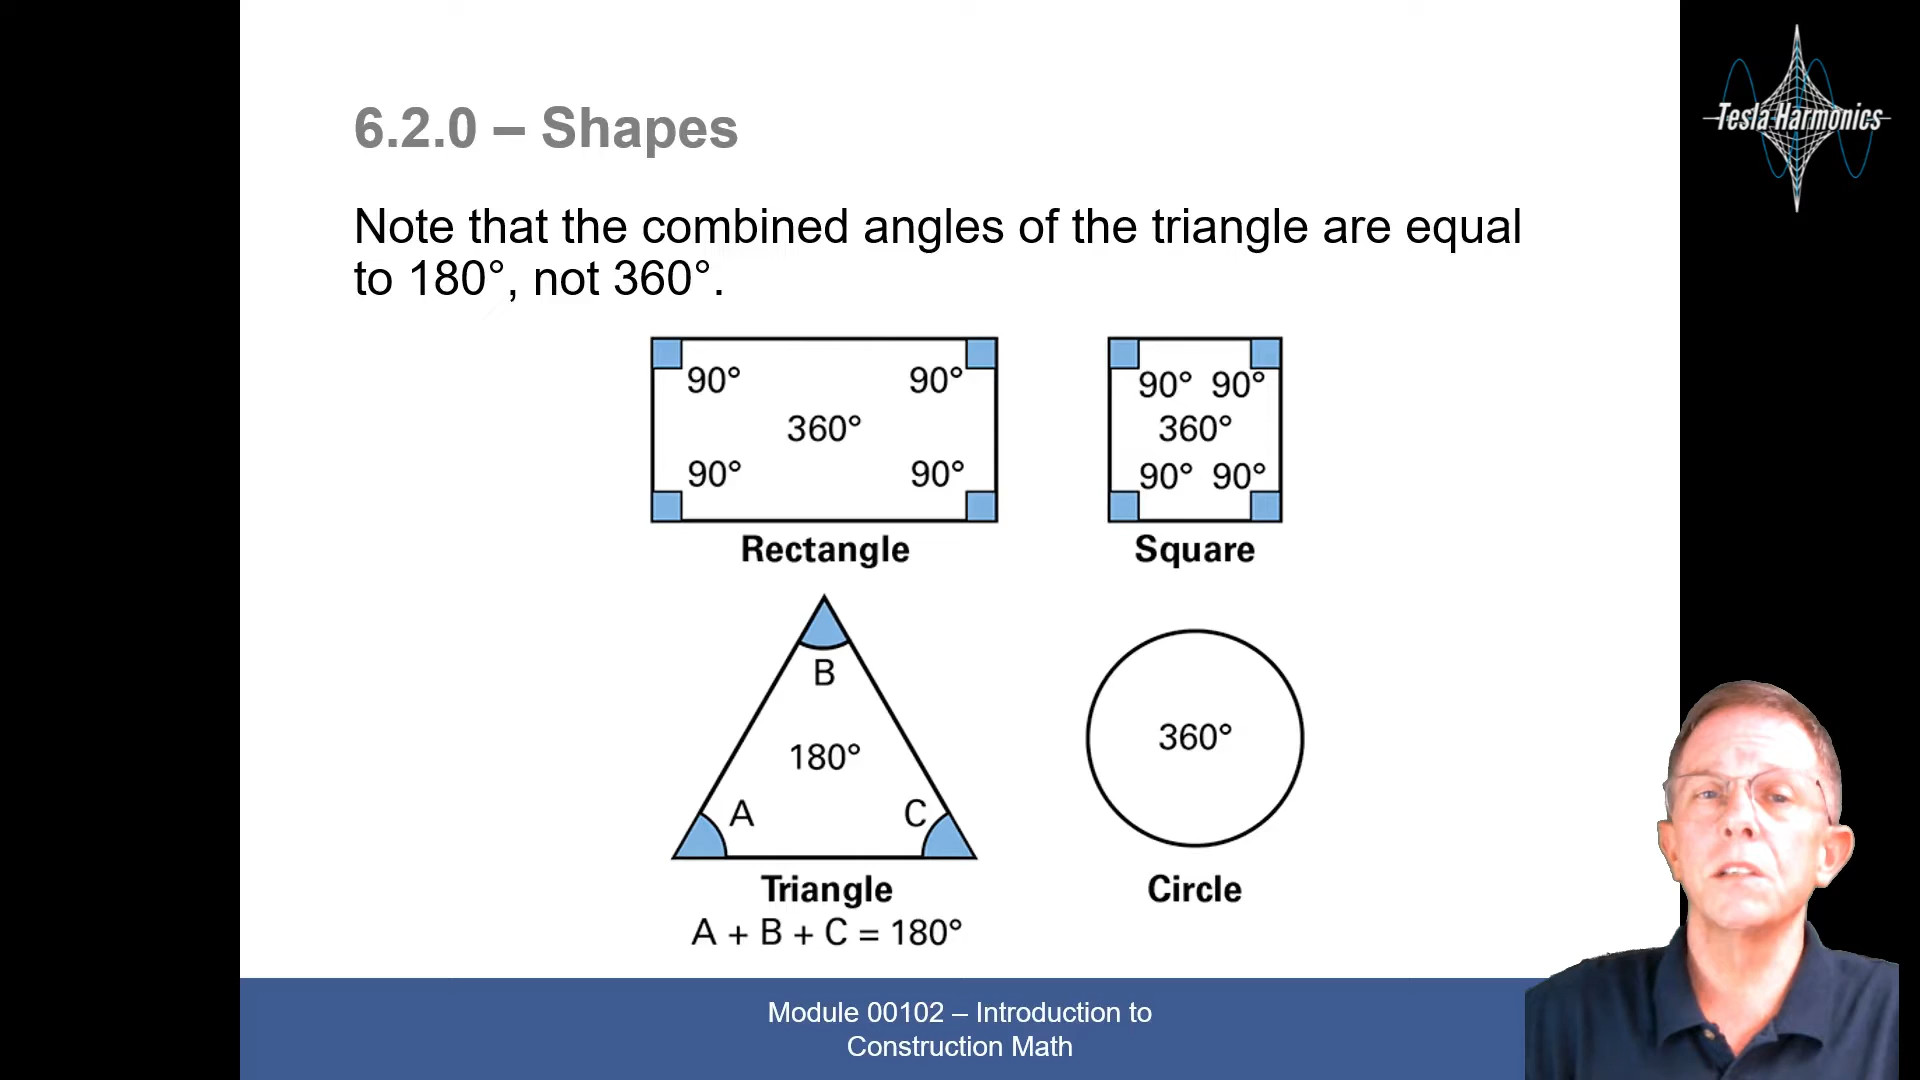 Tesla Harmonics
6.2.0 – Shapes
Note that the combined angles of the triangle are equal
to 180°, not 360°.
90° 90°
360°
90° 90°
Rectangle
90° 90°
360°
90° 90°
Square
B
180°
A C
Triangle
A + B + C = 180°
360°
Circle
Module 00102 – Introduction to
Construction Math